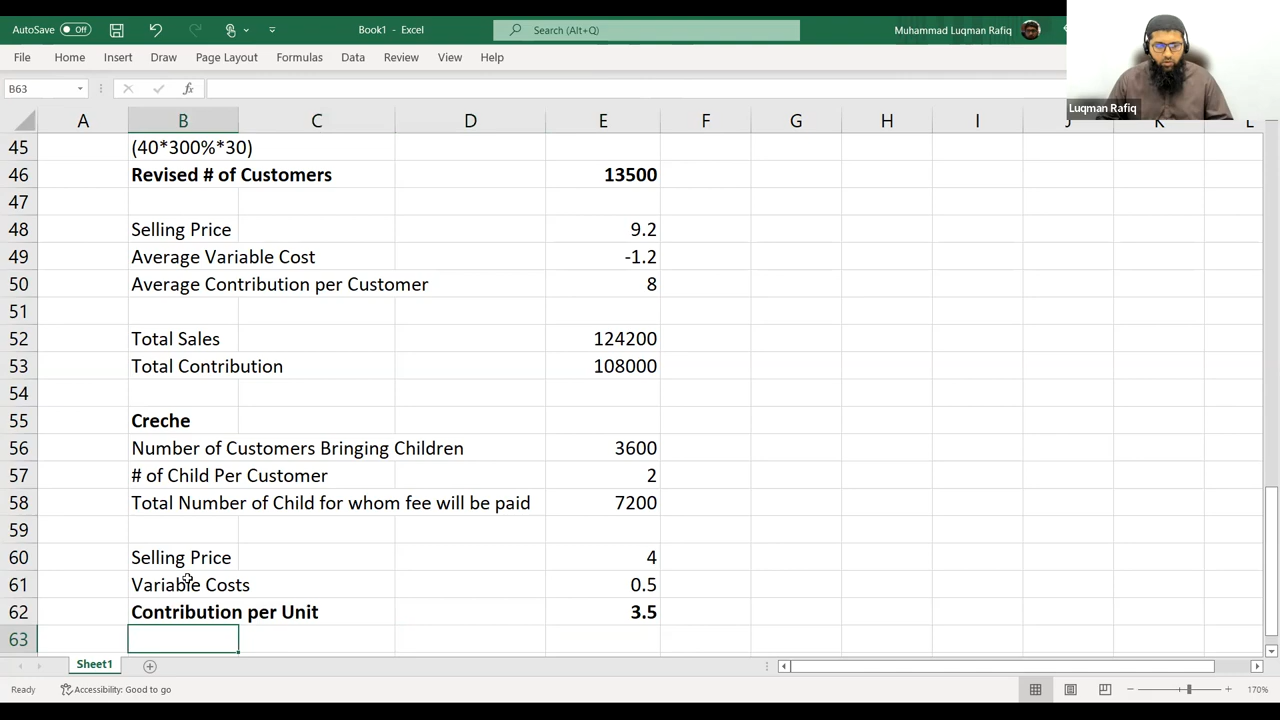 AutoSave Off Book1 - Excel Search (Alt+Q) Muhammad Luqman Rafiq
File Home Insert Draw Page Layout Formulas Data Review View Help
B63 fx
Luqman Rafiq
A B C D E F G H I J K L
45 (40*300%*30)
46 Revised # of Customers 13500
47
48 Selling Price 9.2
49 Average Variable Cost -1.2
50 Average Contribution per Customer 8
51
52 Total Sales 124200
53 Total Contribution 108000
54
55 Creche
56 Number of Customers Bringing Children 3600
57 # of Child Per Customer 2
58 Total Number of Child for whom fee will be paid 7200
59
60 Selling Price 4
61 Variable Costs 0.5
62 Contribution per Unit 3.5
63
Sheet1
Ready Accessibility: Good to go 170%